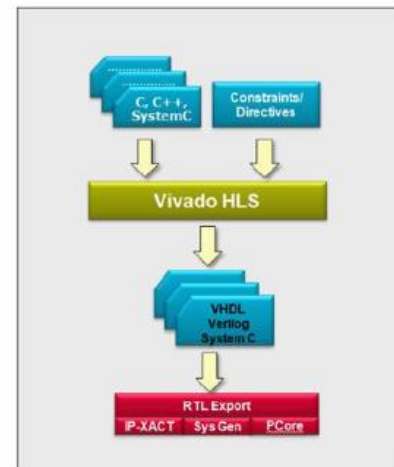 C, C++,
SystemC
Constraints/
Directives
Vivado HLS
VHDL
Verilog
System C
RTL Export
IP-XACT
Sys Gen
PCore